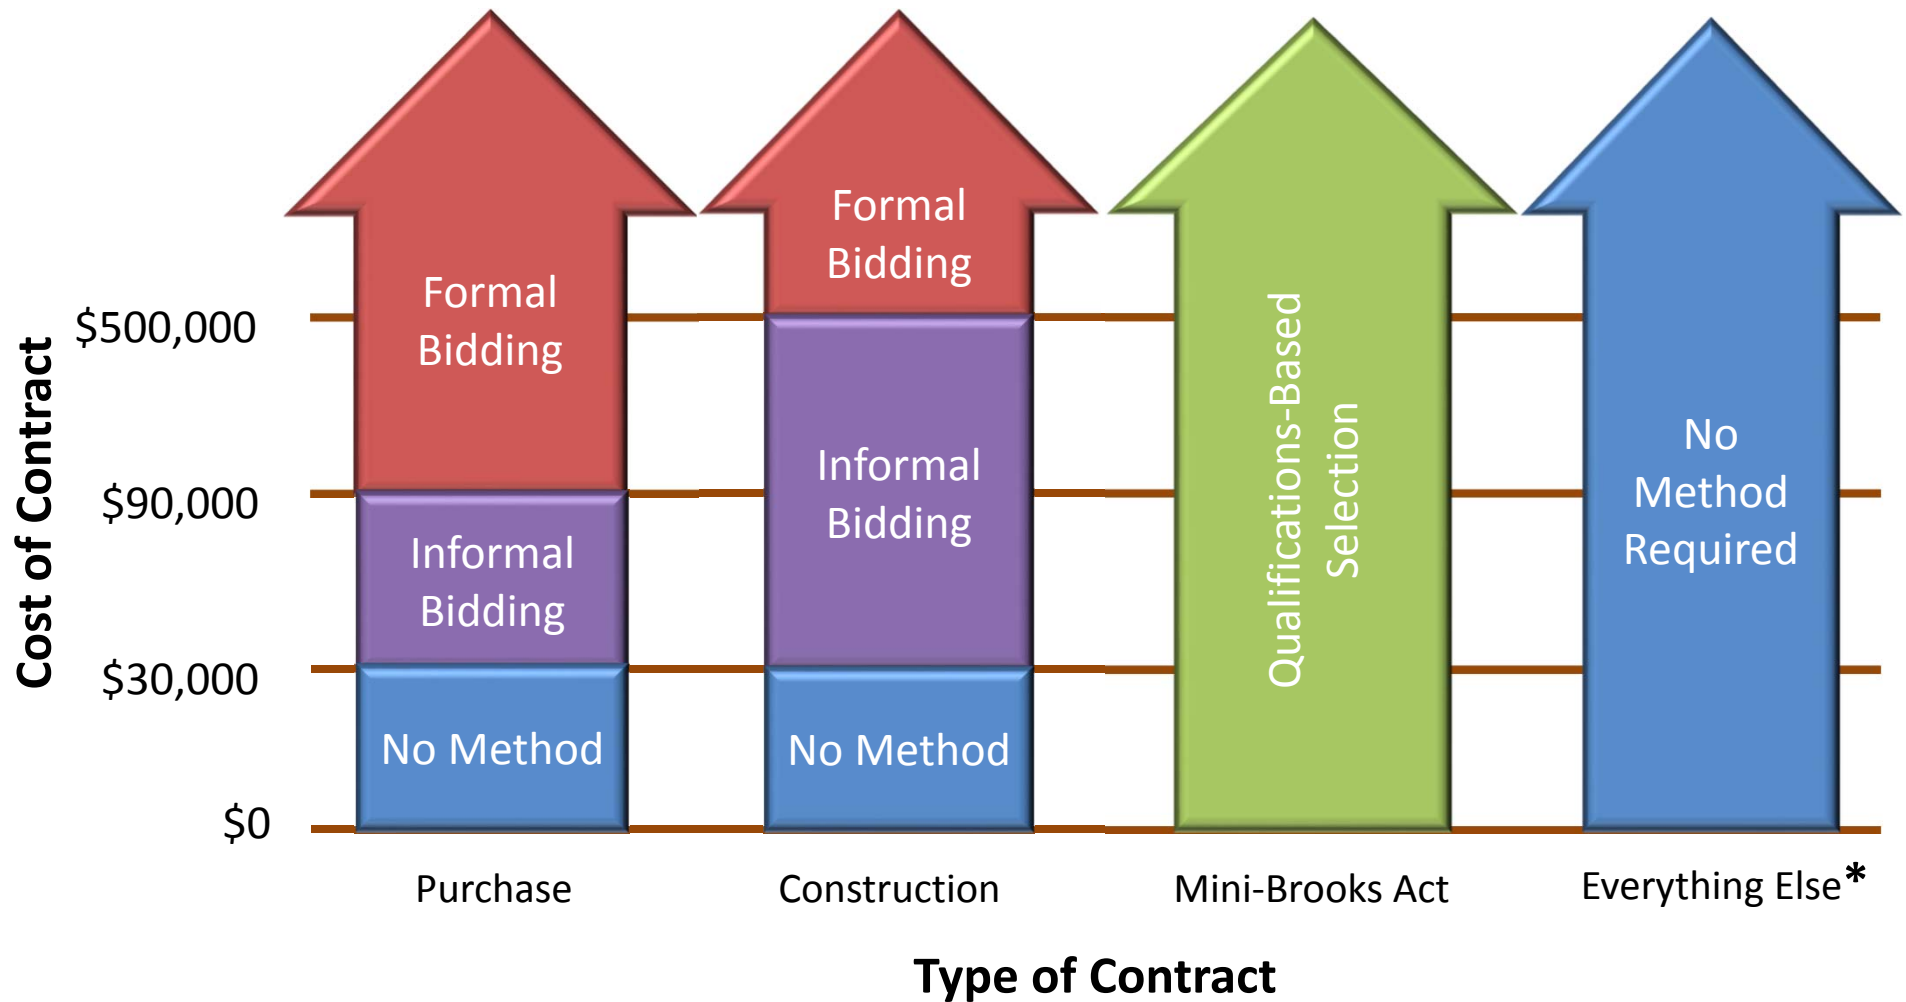 Cost of Contract
$500,000
$90,000
$30,000
$0
Formal
Bidding
Informal
Bidding
No Method
Formal
Bidding
Informal
Bidding
No Method
Qualifications-Based
Selection
No
Method
Required
Purchase
Construction
Mini-Brooks Act
Everything Else*
Type of Contract